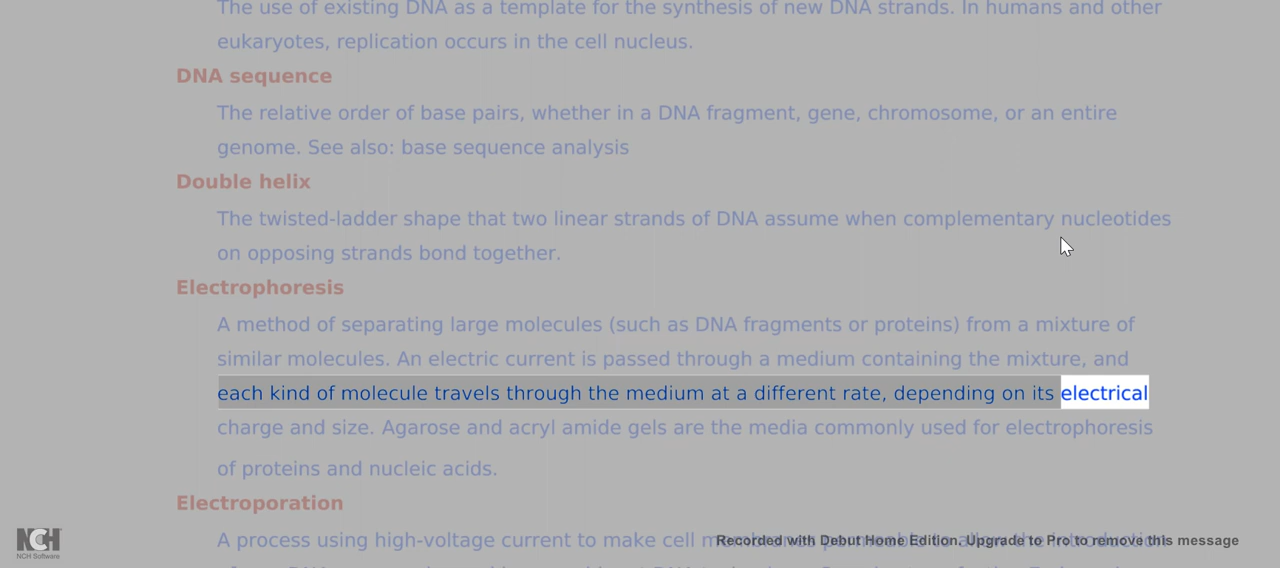 The use of existing DNA as a template for the synthesis of new DNA strands. In humans and other
eukaryotes, replication occurs in the cell nucleus.
DNA sequence
The relative order of base pairs, whether in a DNA fragment, gene, chromosome, or an entire
genome. See also: base sequence analysis
Double helix
The twisted-ladder shape that two linear strands of DNA assume when complementary nucleotides
on opposing strands bond together.
Electrophoresis
A method of separating large molecules (such as DNA fragments or proteins) from a mixture of
similar molecules. An electric current is passed through a medium containing the mixture, and
each kind of molecule travels through the medium at a different rate, depending on its electrical
charge and size. Agarose and acryl amide gels are the media commonly used for electrophoresis
of proteins and nucleic acids.
Electroporation
A process using high-voltage current to make cell
Recorded with Debut Home Edition. Upgrade to Pro to remove this message
NCH
NCH Software